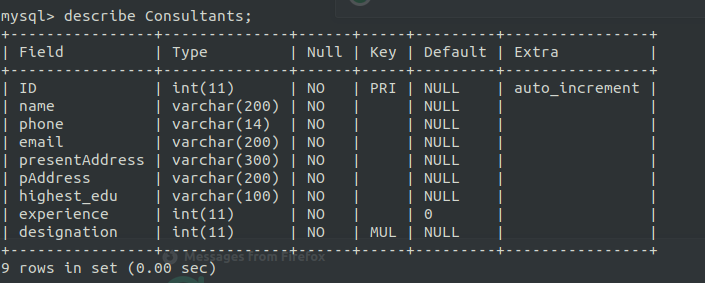 mysql> describe Consultants;
+----------------+--------------+------+-----+---------+----------------+
| Field          | Type         | Null | Key | Default | Extra          |
+----------------+--------------+------+-----+---------+----------------+
| ID             | int(11)      | NO   | PRI | NULL    | auto_increment |
| name           | varchar(200) | NO   |     | NULL    |                |
| phone          | varchar(14)  | NO   |     | NULL    |                |
| email          | varchar(200) | NO   |     | NULL    |                |
| presentAddress | varchar(300) | NO   |     | NULL    |                |
| pAddress       | varchar(200) | NO   |     | NULL    |                |
| highest_edu    | varchar(100) | NO   |     | NULL    |                |
| experience     | int(11)      | NO   |     | 0       |                |
| designation    | int(11)      | NO   | MUL | NULL    |                |
+----------------+--------------+------+-----+---------+----------------+
Messages from Firefox
9 rows in set (0.00 sec)